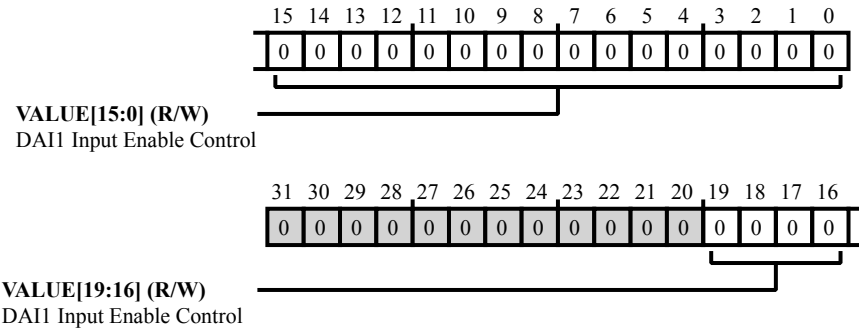 15 14 13 12 11 10 9 8 7 6 5 4 3 2 1 0
0 0 0 0 0 0 0 0 0 0 0 0 0 0 0 0
VALUE[15:0] (R/W)
DAI1 Input Enable Control
31 30 29 28 27 26 25 24 23 22 21 20 19 18 17 16
0 0 0 0 0 0 0 0 0 0 0 0 0 0 0 0
VALUE[19:16] (R/W)
DAI1 Input Enable Control